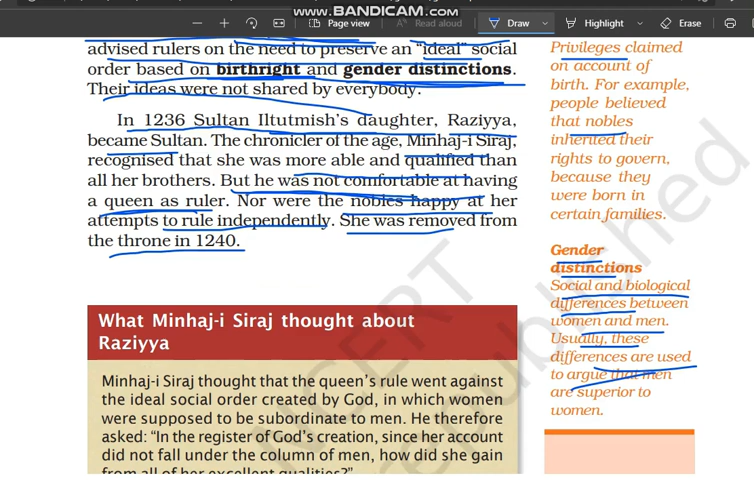 www.BANDICAM.com
Page view
Read aloud
Draw
Highlight
Erase
advised rulers on the need to preserve an "ideal" social
order based on birthright and gender distinctions.
Their ideas were not shared by everybody.
In 1236 Sultan Iltutmish's daughter, Raziyya,
became Sultan. The chronicler of the age, Minhaj-i Siraj,
recognised that she was more able and qualified than
all her brothers. But he was not comfortable at having
a queen as ruler. Nor were the nobles happy at her
attempts to rule independently. She was removed from
the throne in 1240.
What Minhaj-i Siraj thought about
Raziyya
Minhaj-i Siraj thought that the queen's rule went against
the ideal social order created by God, in which women
were supposed to be subordinate to men. He therefore
asked: "In the register of God's creation, since her account
did not fall under the column of men, how did she gain
from all of her excellent qualities?"
Privileges claimed
on account of
birth. For example,
people believed
that nobles
inherited their
rights to govern,
because they
were born in
certain families.
Gender
distinctions
Social and biological
differences between
women and men.
Usually, these
differences are used
to argue that men
are superior to
women.
NCERT
republished